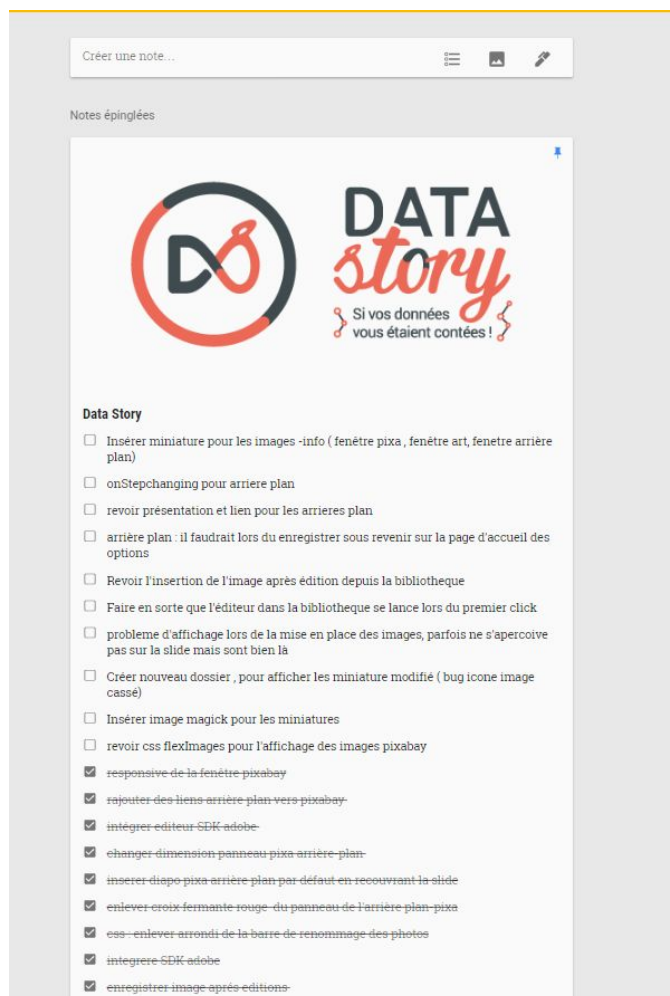 Créer une note...
Notes épinglées
DS
DATA
story
Si vos données
vous étaient contées !
Data Story
Insérer miniature pour les images -info ( fenêtre pixa , fenêtre art, fenetre arrière
plan)
onStepchanging pour arriere plan
revoir présentation et lien pour les arrieres plan
arrière plan : il faudrait lors du enregistrer sous revenir sur la page d'accueil des
options
Revoir l'insertion de l'image après édition depuis la bibliotheque
Faire en sorte que l'éditeur dans la bibliotheque se lance lors du premier click
probleme d'affichage lors de la mise en place des images, parfois ne s'apercoive
pas sur la slide mais sont bien là
Créer nouveau dossier , pour afficher les miniature modifié ( bug icone image
cassé)
Insérer image magick pour les miniatures
revoir css flexImages pour l'affichage des images pixabay
responsive de la fenêtre pixabay
rajouter des liens arrière plan vers pixabay
intégrer editeur SDK adobe
changer dimension panneau pixa arrière-plan
inserer diapo pixa arrière plan par défaut en recouvrant la slide
enlever croix fermante rouge du panneau de l'arrière plan-pixa
css : enlever arrondi de la barre de renommage des photos
integrere SDK adobe
enregistrer image aprés editions